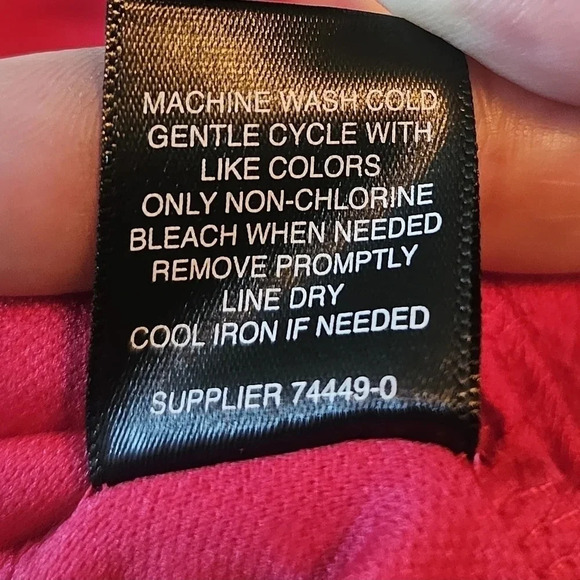 MACHINE WASH COLD
GENTLE CYCLE WITH
LIKE COLORS
ONLY NON-CHLORINE
BLEACH WHEN NEEDED
REMOVE PROMPTLY
LINE DRY
COOL IRON IF NEEDED
SUPPLIER 74449-0